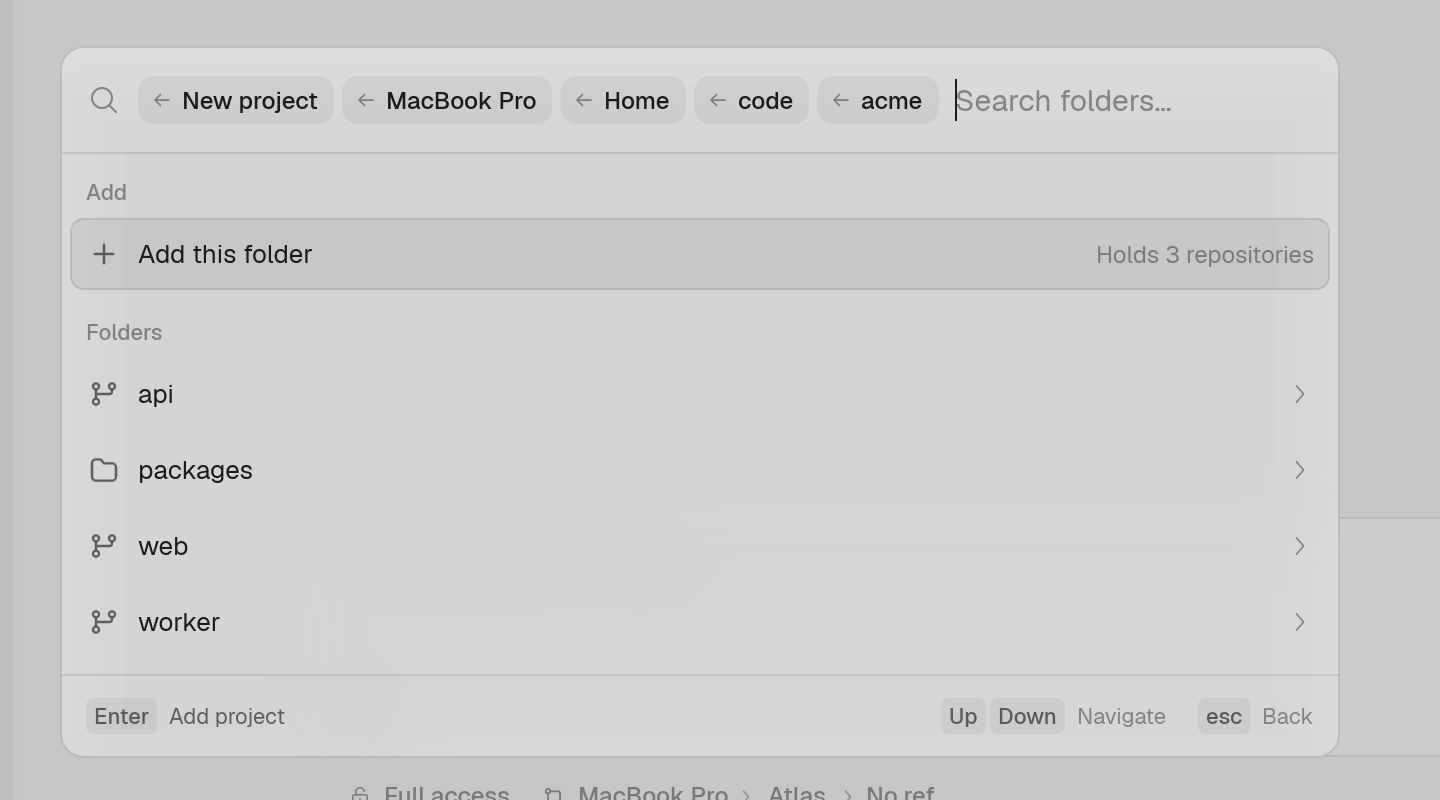 New project MacBook Pro Home code acme Search folders...
Add
Add this folder Holds 3 repositories
Folders
api
packages
web
worker
Enter Add project Up Down Navigate esc Back
Full access MacBook Pro Atlas No ref